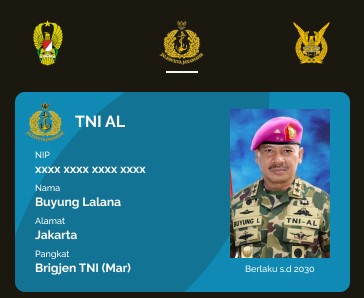 TNI AL
NIP
xxxx xxxx xxxx xxxx
Nama
Buyung Lalana
Alamat
Jakarta
Pangkat
Brigjen TNI (Mar)
BUYUNG L
TNI-AL
Berlaku s.d 2030